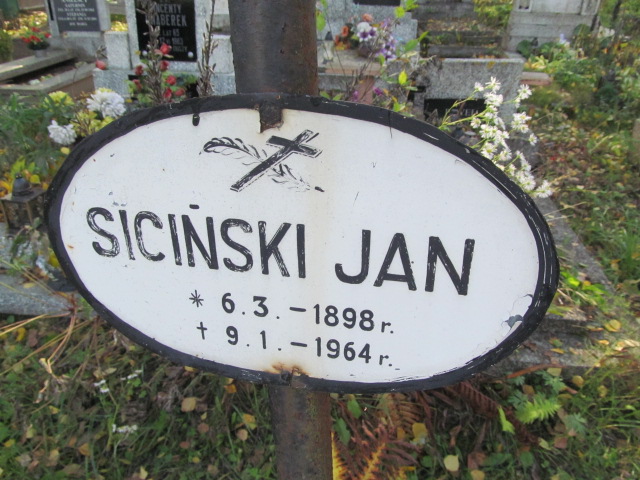 SICIŃSKI JAN
* 6.3.-1898 r.
† 9.1.-1964 r.